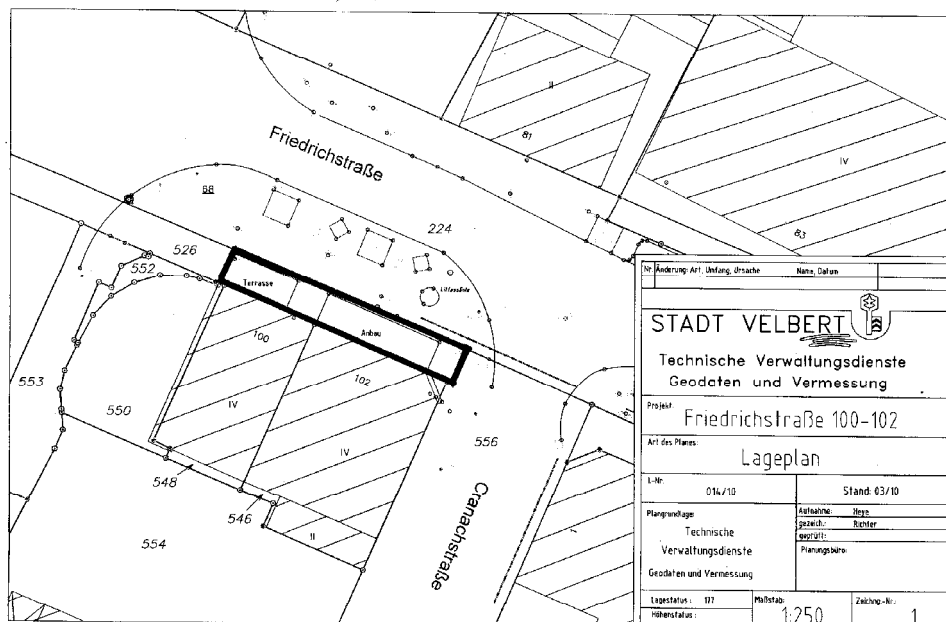 Friedrichstraße
II
81
IV
83
68
224
526
552
Terrasse
Litfassäule
Anbau
100
102
553
550
IV
IV
556
548
546
II
554
Cranachstraße
I
Nr. Änderung: Art, Umfang, Ursache Name, Datum
STADT VELBERT
Technische Verwaltungsdienste
Geodaten und Vermessung
Projekt:
Friedrichstraße 100-102
Art des Planes:
Lageplan
014/10
Stand: 03/10
Plangrundlage:
Technische
Verwaltungsdienste
Geodaten und Vermessung
Aufnahme: Heye
gezeich.: Richter
geprüft:
Planungsbüro:
Lagestatus: 177
Höhenstatus:
Maßstab:
1:250
Zeichng.-Nr.:
1